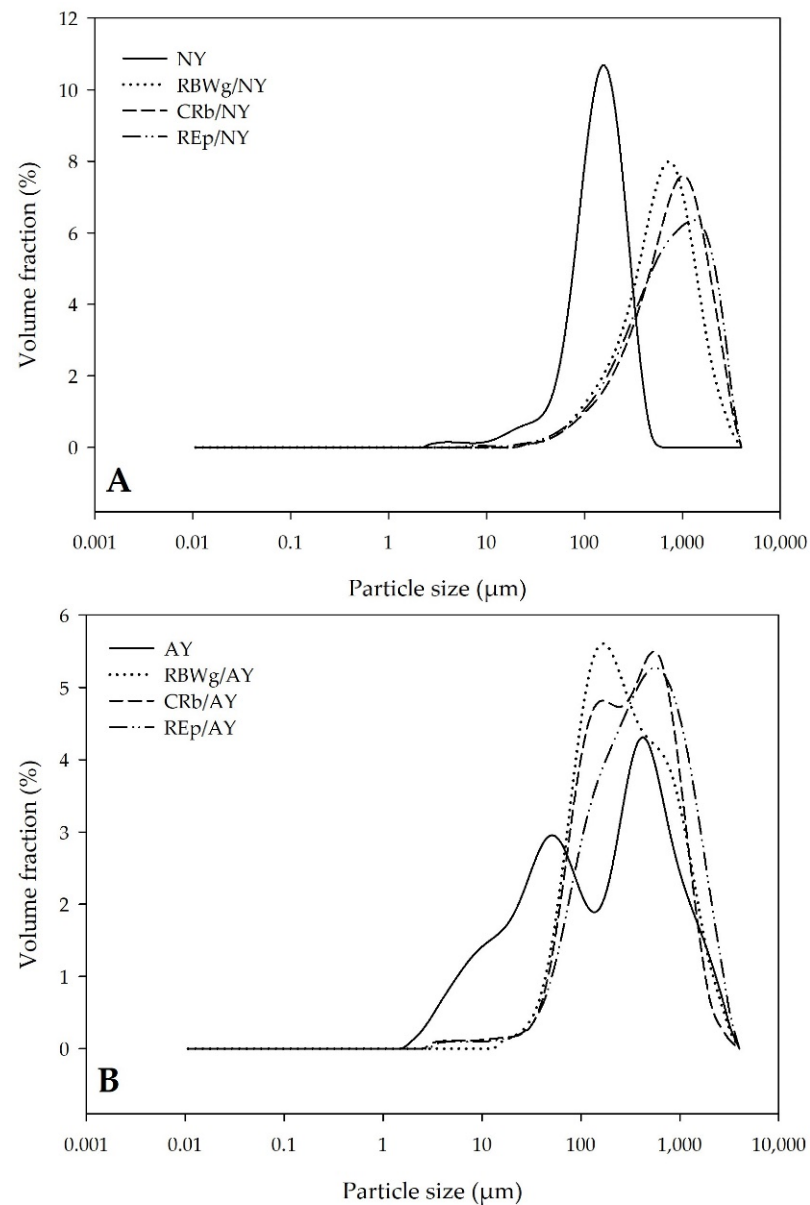 12
10
8
6
4
2
0
Volume fraction (%)
NY
RBWg/NY
CRb/NY
REp/NY
A
0.001 0.01 0.1 1 10 100 1,000 10,000
Particle size (µm)
6
5
4
3
2
1
0
Volume fraction (%)
AY
RBWg/AY
CRb/AY
REp/AY
B
0.001 0.01 0.1 1 10 100 1,000 10,000
Particle size (µm)